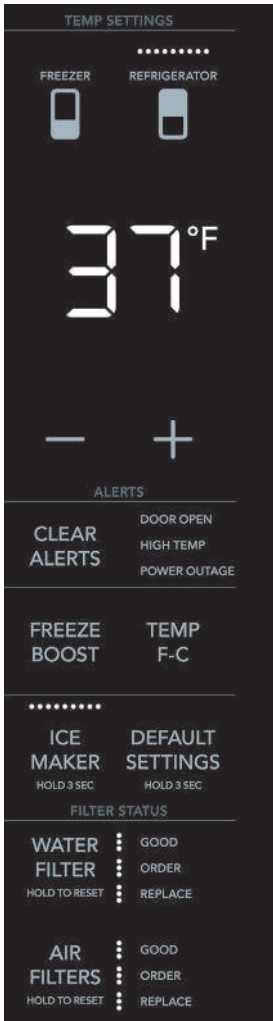 TEMP SETTINGS
FREEZER REFRIGERATOR
37°F
− +
ALERTS
CLEAR ALERTS
DOOR OPEN
HIGH TEMP
POWER OUTAGE
FREEZE BOOST
TEMP F-C
ICE MAKER
HOLD 3 SEC
DEFAULT SETTINGS
HOLD 3 SEC
FILTER STATUS
WATER FILTER
HOLD TO RESET
GOOD
ORDER
REPLACE
AIR FILTERS
HOLD TO RESET
GOOD
ORDER
REPLACE